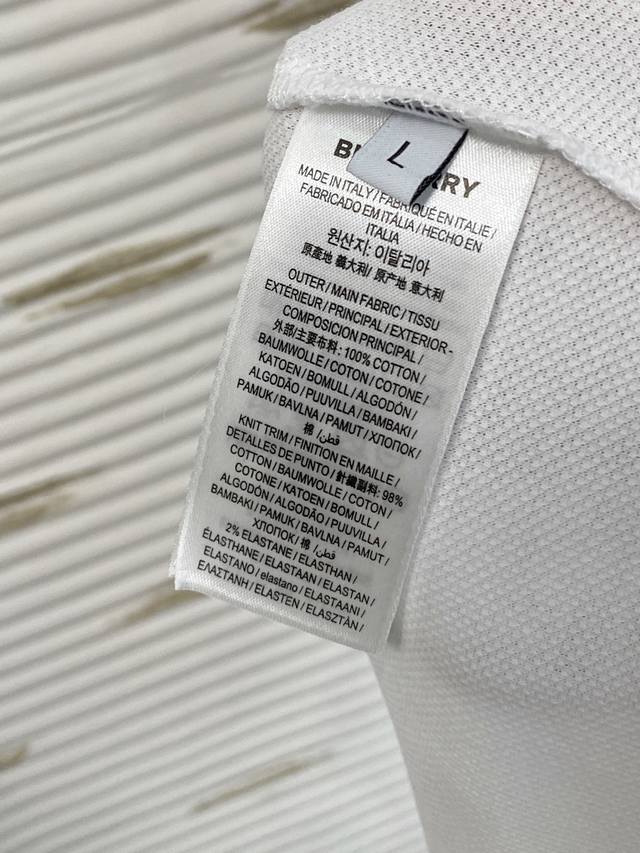 L
MADE IN ITALY / FABRIQUÉ EN ITALIE /
FABRICADO EM ITÁLIA / HECHO EN
ITALIA
원산지: 이탈리아
原產地 義大利/ 原产地 意大利
OUTER / MAIN FABRIC / TISSU
EXTÉRIEUR / PRINCIPAL / EXTERIOR -
COMPOSICION PRINCIPAL /
外部/主要布料: 100% COTTON /
BAUMWOLLE / COTON / COTONE /
KATOEN / BOMULL / ALGODÓN /
ALGODÃO / PUUVILLA / BAMBAKI /
PAMUK / BAVLNA / PAMUT / ХЛОПОК /
棉 / قطن /
KNIT TRIM / FINITION EN MAILLE /
DETALLES DE PUNTO / 針織副料: 98%
COTTON / BAUMWOLLE / COTON /
COTONE / KATOEN / BOMULL /
ALGODÓN / ALGODÃO / PUUVILLA /
BAMBAKI / PAMUK / BAVLNA / PAMUT /
ХЛОПОК / 棉 / قطن /
2% ELASTANE / ELASTHAN /
ÉLASTHANE / ELASTAAN / ELASTAN /
ELASTANO / elastano / ELASTAANI /
ΕΛΑΣΤΑΝΗ / ELASTEN / ELASZTÁN /